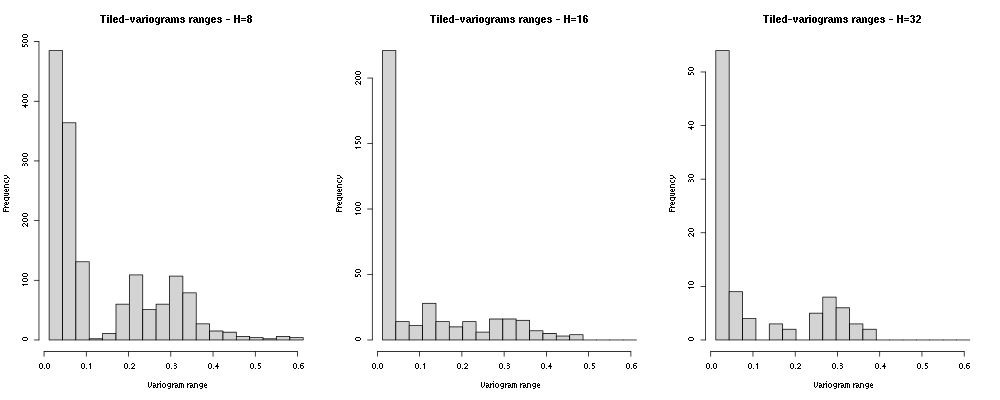 Tiled-variograms ranges - H=8
Frequency
0
100
200
300
400
500
0.0 0.1 0.2 0.3 0.4 0.5 0.6
Variogram range
Tiled-variograms ranges - H=16
Frequency
0
50
100
150
200
0.0 0.1 0.2 0.3 0.4 0.5 0.6
Variogram range
Tiled-variograms ranges - H=32
Frequency
0
10
20
30
40
50
0.0 0.1 0.2 0.3 0.4 0.5 0.6
Variogram range